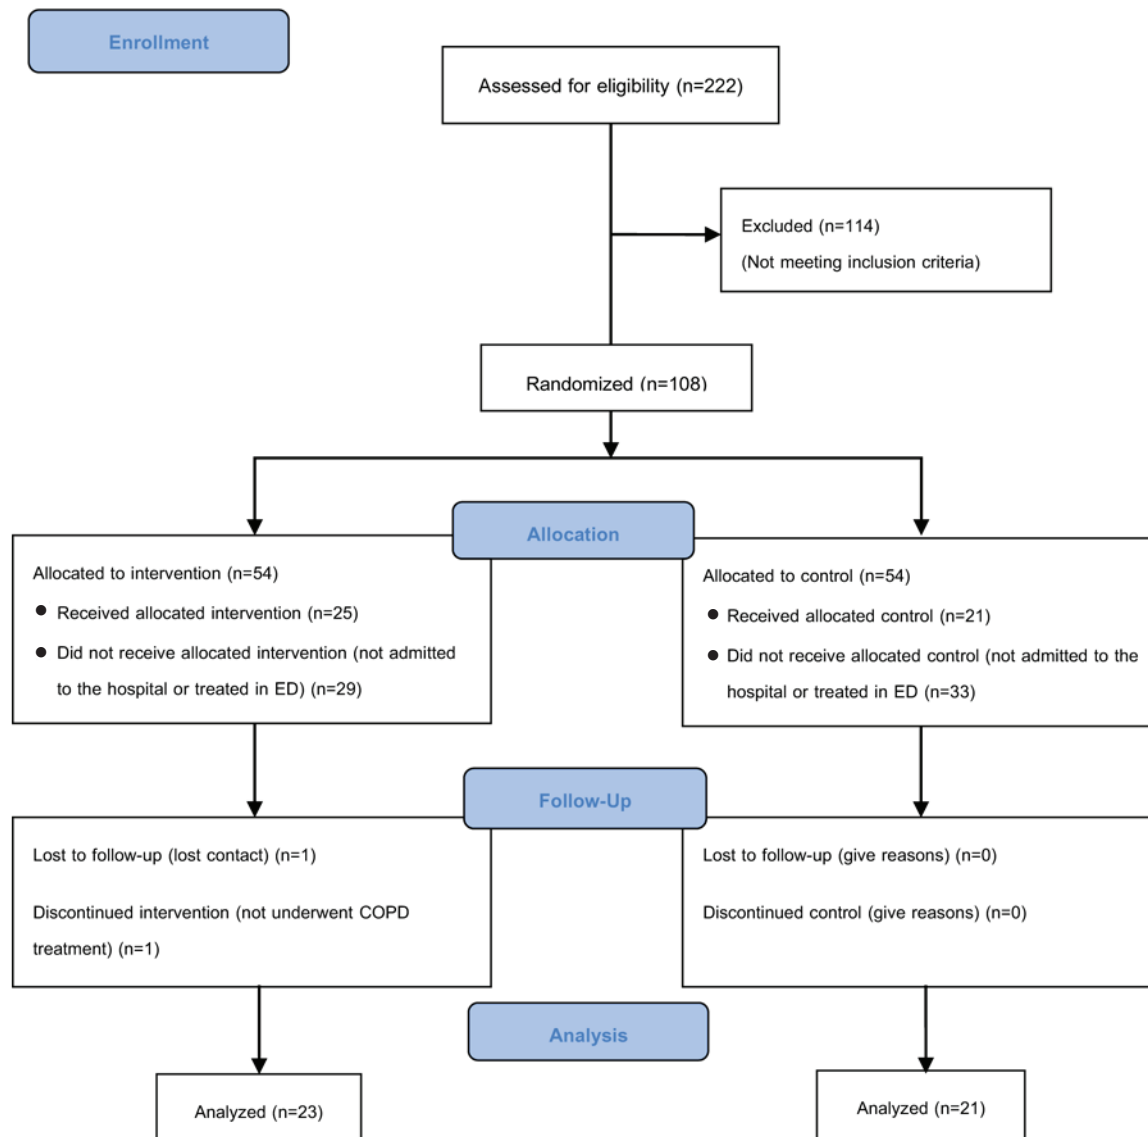 Enrollment
Assessed for eligibility (n=222)
Excluded (n=114)
(Not meeting inclusion criteria)
Randomized (n=108)
Allocation
Allocated to intervention (n=54)
● Received allocated intervention (n=25)
● Did not receive allocated intervention (not admitted
to the hospital or treated in ED) (n=29)
Allocated to control (n=54)
● Received allocated control (n=21)
● Did not receive allocated control (not admitted to the
hospital or treated in ED (n=33)
Follow-Up
Lost to follow-up (lost contact) (n=1)
Discontinued intervention (not underwent COPD
treatment) (n=1)
Lost to follow-up (give reasons) (n=0)
Discontinued control (give reasons) (n=0)
Analysis
Analyzed (n=23)
Analyzed (n=21)